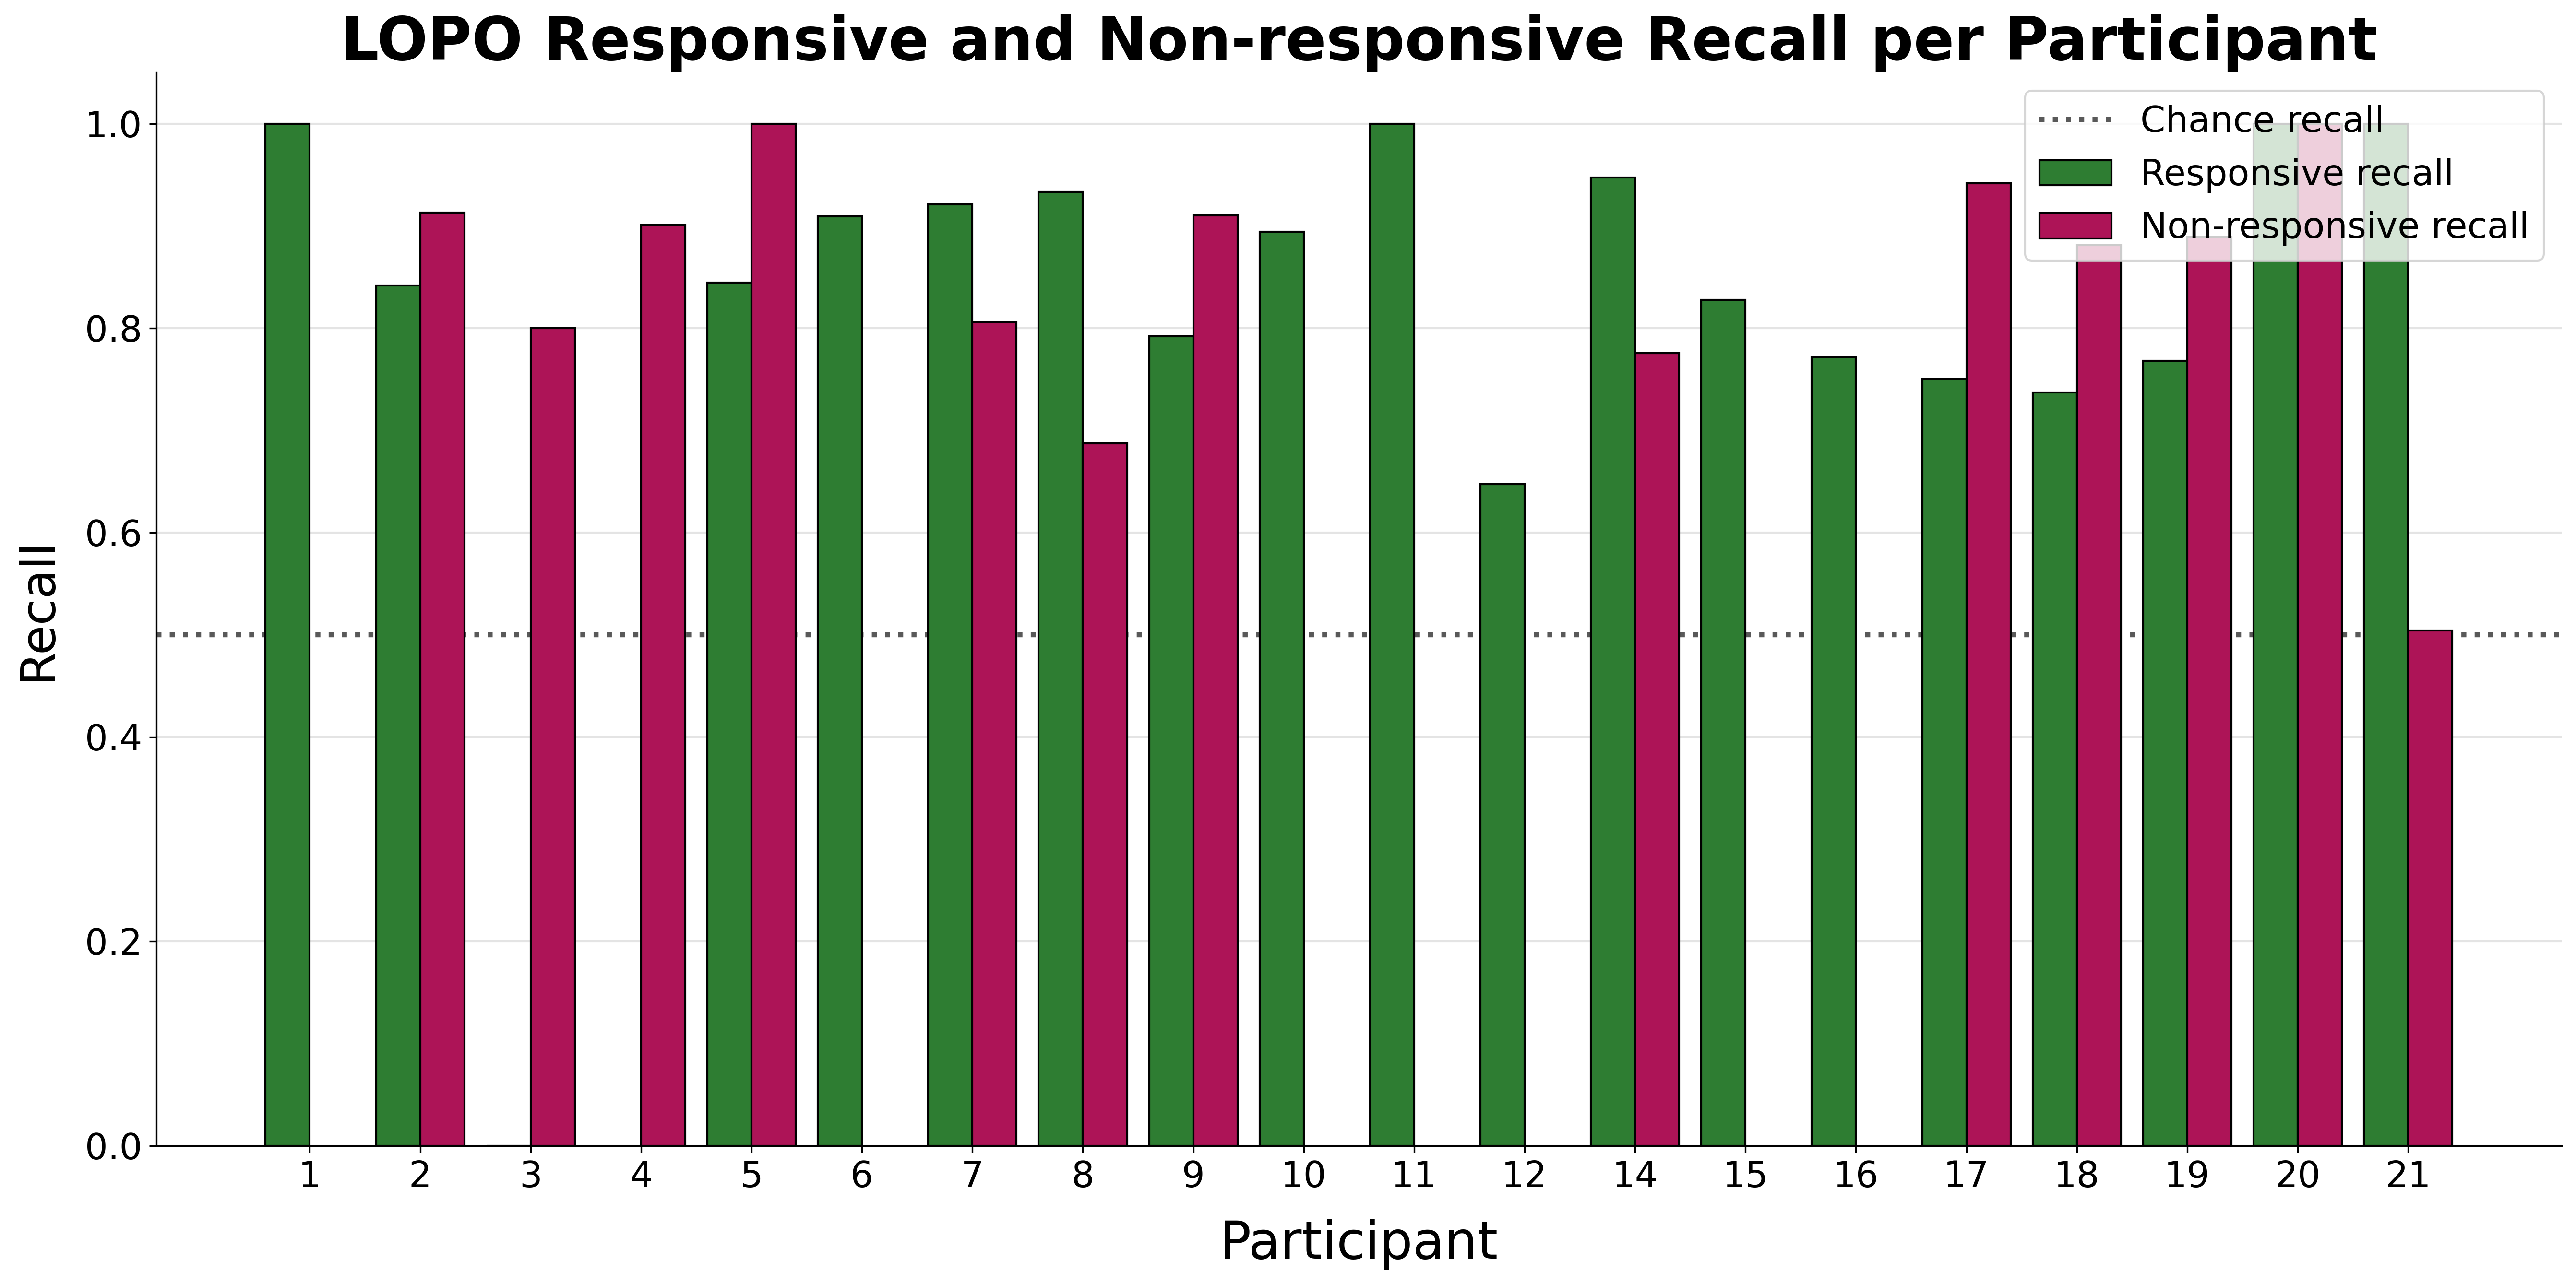 LOPO Responsive and Non-responsive Recall per Participant
Chance recall
Responsive recall
Non-responsive recall
Recall
1.0
0.8
0.6
0.4
0.2
0.0
1 2 3 4 5 6 7 8 9 10 11 12 14 15 16 17 18 19 20 21
Participant